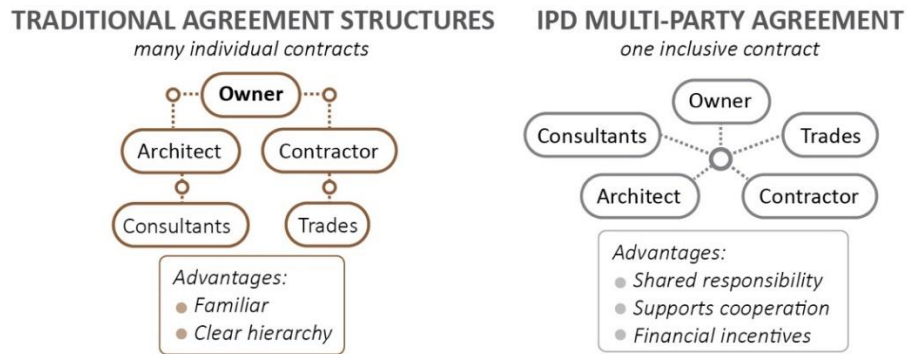 TRADITIONAL AGREEMENT STRUCTURES
many individual contracts
Owner
Architect
Contractor
Consultants
Trades
Advantages:
Familiar
Clear hierarchy
IPD MULTI-PARTY AGREEMENT
one inclusive contract
Owner
Consultants
Trades
Architect
Contractor
Advantages:
Shared responsibility
Supports cooperation
Financial incentives